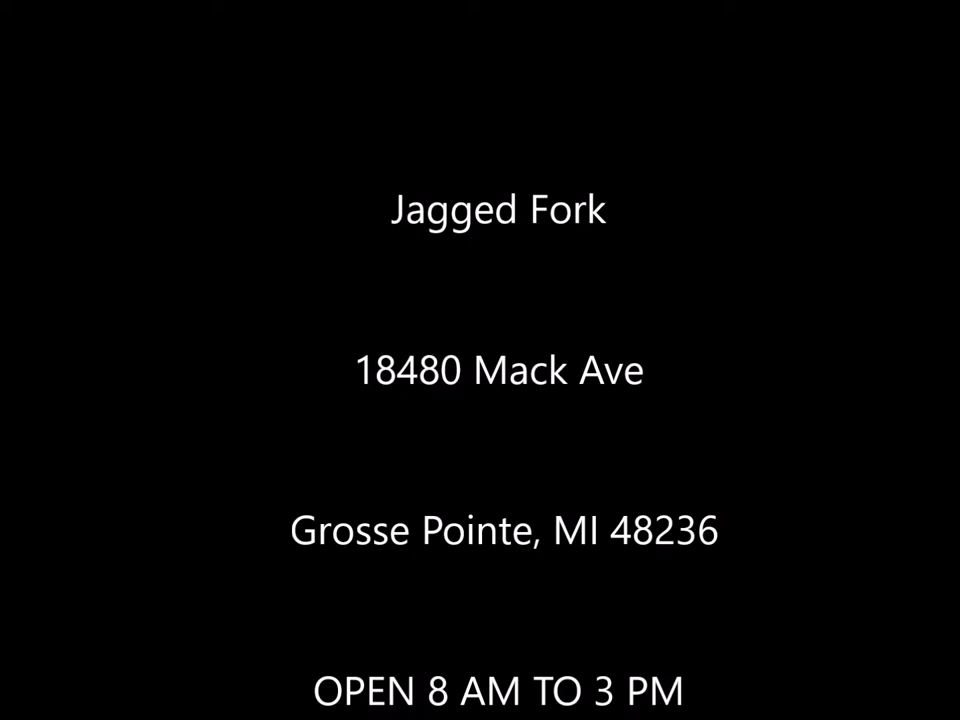 Jagged Fork
18480 Mack Ave
Grosse Pointe, MI 48236
OPEN 8 AM TO 3 PM